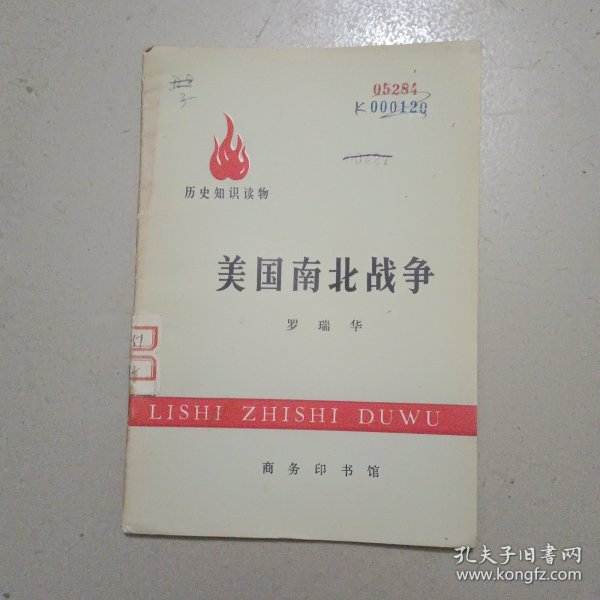 05284
K000120
历史知识读物
美国南北战争
罗瑞华
LISHI ZHISHI DUWU
商务印书馆
孔夫子旧书网
www.kongfz.com